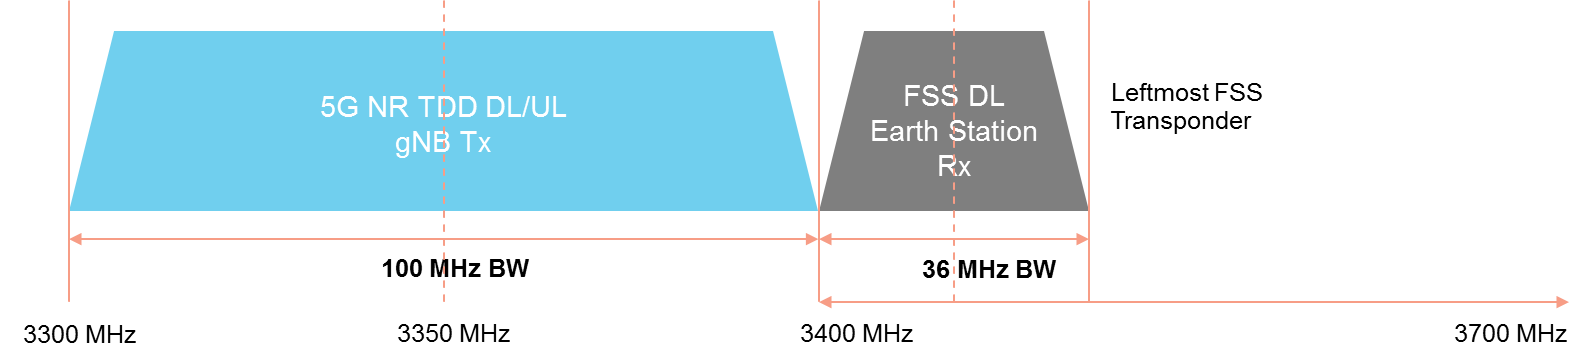 5G NR TDD DL/UL
gNB Tx
FSS DL
Earth Station
Rx
Leftmost FSS
Transponder
100 MHz BW
36 MHz BW
3300 MHz
3350 MHz
3400 MHz
3700 MHz